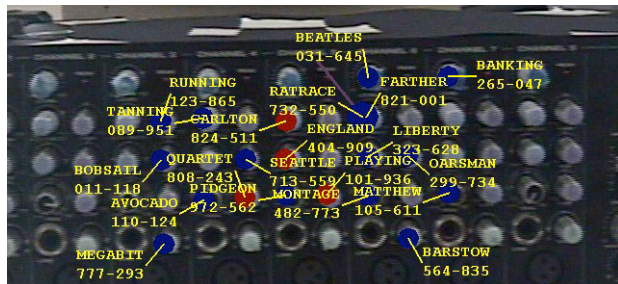 BEATLES
031-645
BANKING
265-047
RUNNING
123-865
RATRACE
732-550
FARTHER
821-001
TANNING
089-951
CARLTON
824-511
ENGLAND
404-909
LIBERTY
323-628
BOBSAIL
011-118
QUARTET
808-243
SEATTLE
713-559
PLAYING
101-936
OARSMAN
299-734
AVOCADO
110-124
PIDGEON
972-562
MONTAGE
482-773
MATTHEW
105-611
MEGABIT
777-293
BARSTOW
564-835